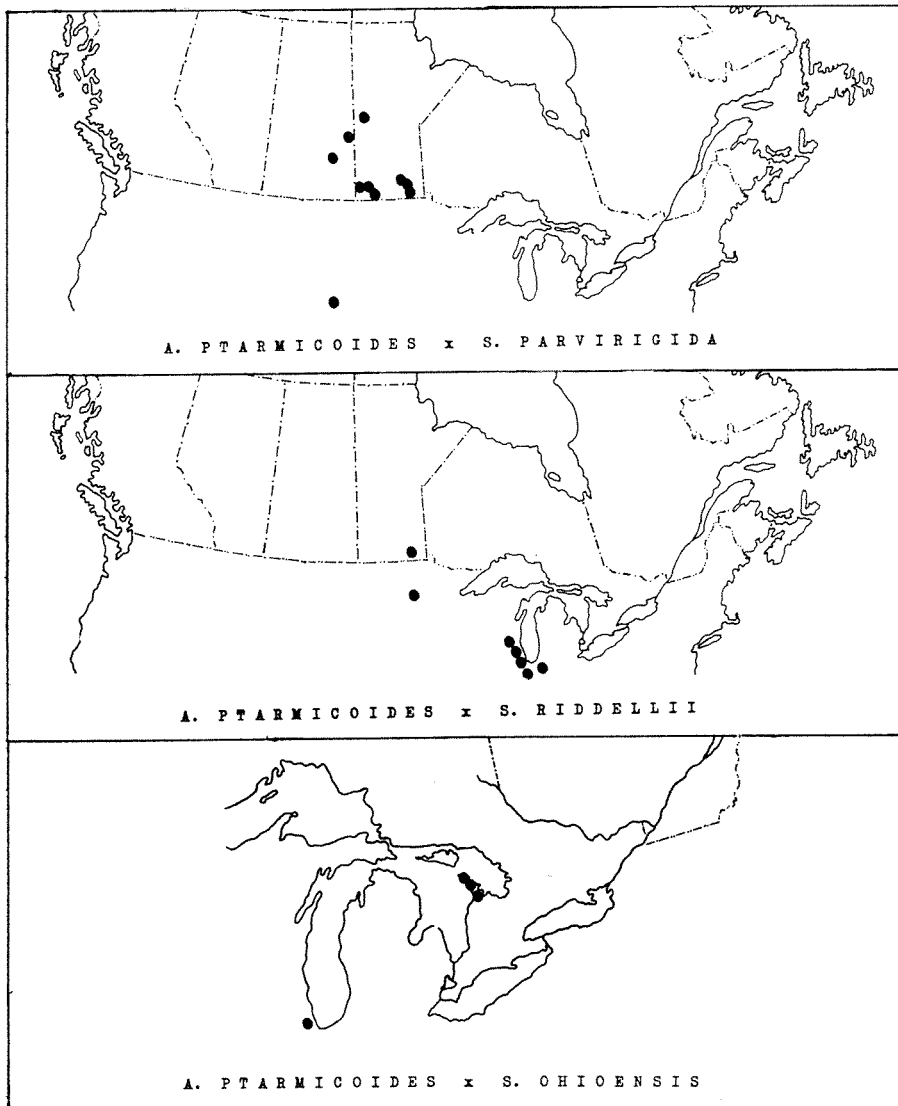 A. PTARMICOIDES x S. PARVIRIGIDA
A. PTARMICOIDES x S. RIDDELLII
A. PTARMICOIDES x S. OHIOENSIS